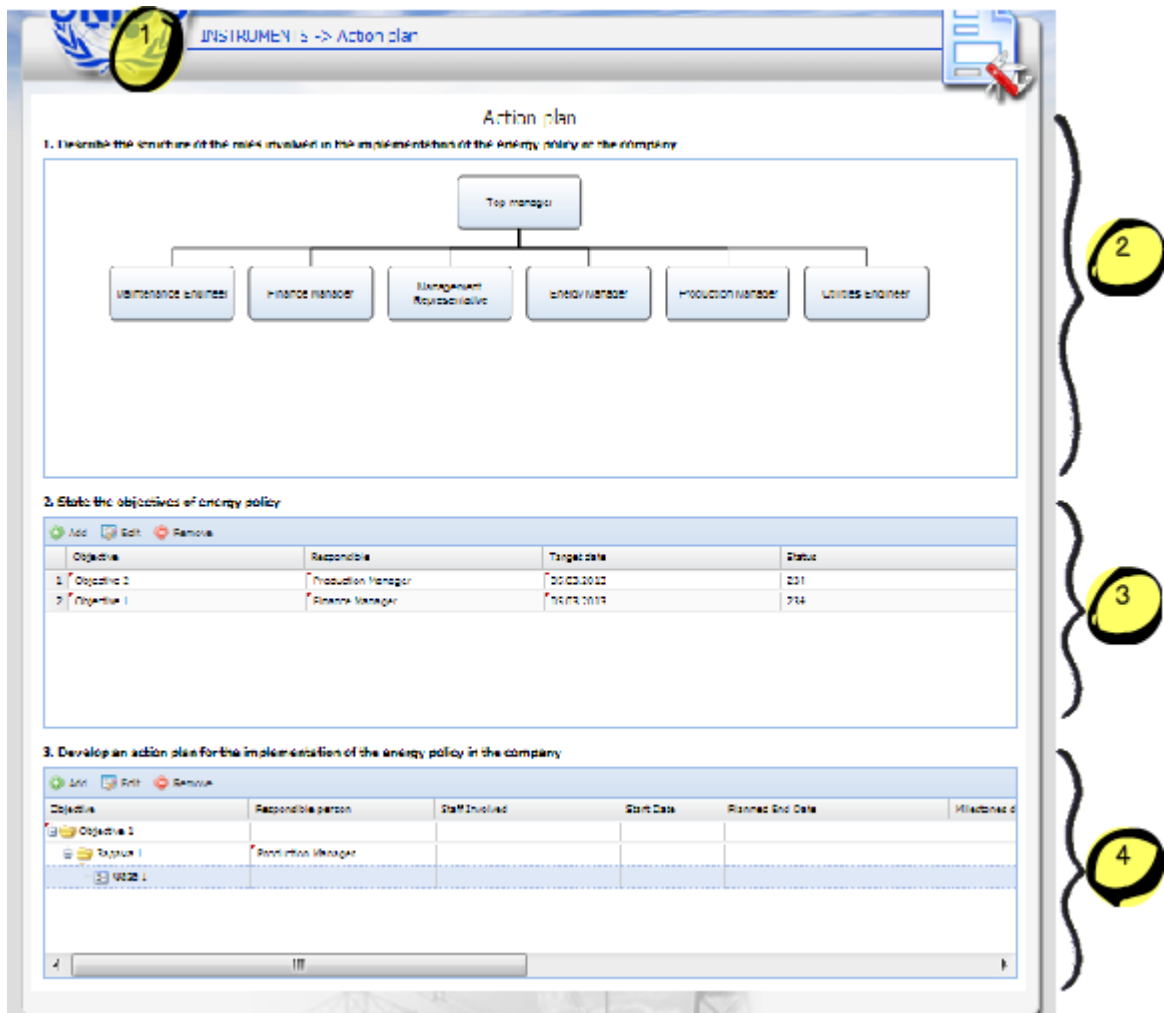 1
INSTRUMENTS -> Action plan
Action plan
1. Describe the structure of the roles involved in the implementation of the energy policy of the company
Top manager
Maintenance Engineer
Finance Manager
Management
Representative
Energy Manager
Production Manager
Utilities Engineer
2
2. State the objectives of energy policy
Add Edit Remove
Objective Responsible Target date Status
1 Objective 2 Production Manager
2 Objective 1 Finance Manager
3
3. Develop an action plan for the implementation of the energy policy in the company
Add Edit Remove
Objective Responsible person Staff Involved Start Date Planned End Date Milestones d
Objective 1
Production Manager
4